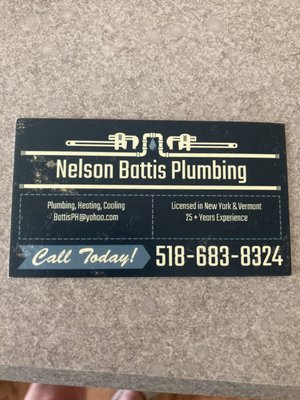 Nelson Battis Plumbing
Plumbing, Heating, Cooling
BattisPH@yahoo.com
Licensed in New York & Vermont
25 + Years Experience
Call Today!
518-683-8324